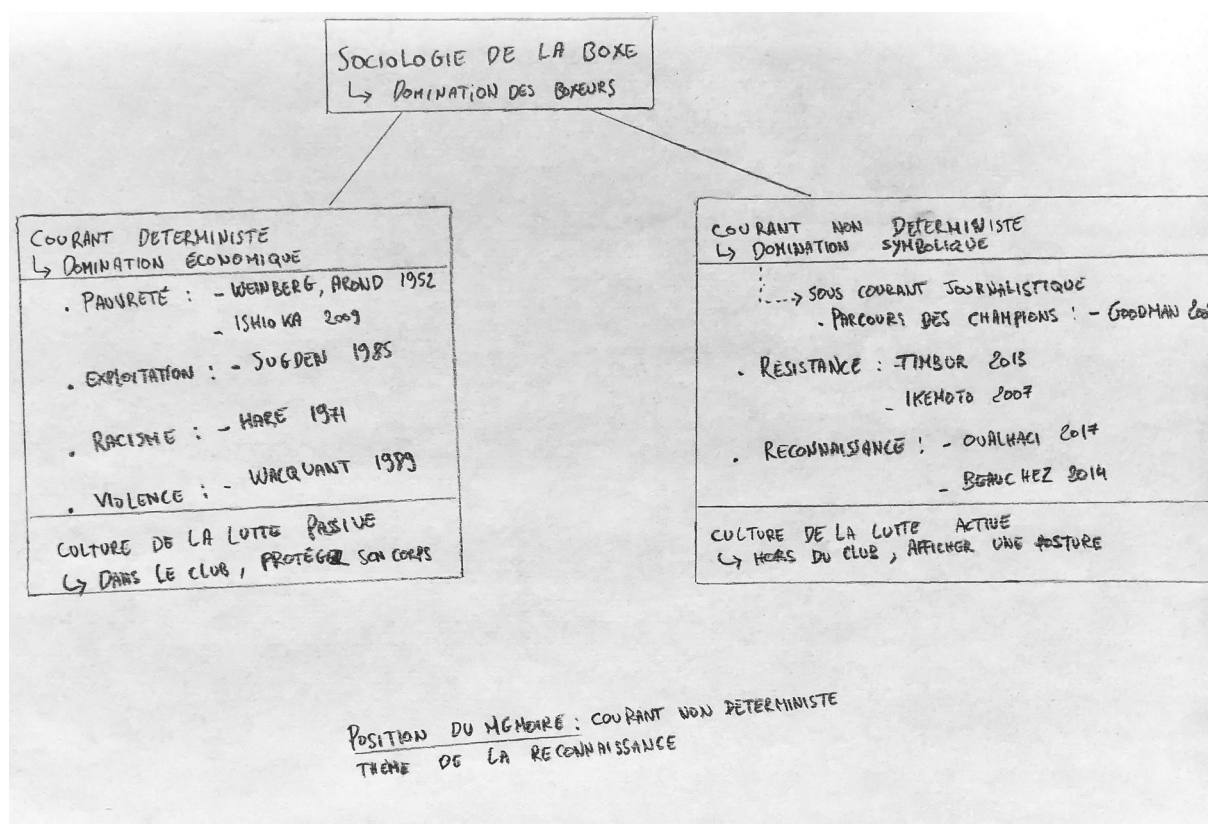 SOCIOLOGIE DE LA BOXE
↳ DOMINATION DES BOXEURS
COURANT DETERMINISTE
↳ DOMINATION ÉCONOMIQUE
. PAUVRETÉ : - WEINBERG, AROND 1952
- ISHIOKA 2009
. EXPLOITATION : - SUGDEN 1985
. RACISME : - HARE 1971
. VIOLENCE : - WACQUANT 1989
CULTURE DE LA LUTTE PASSIVE
↳ DANS LE CLUB, PROTÉGER SON CORPS
COURANT NON DETERMINISTE
↳ DOMINATION SYMBOLIQUE
SOUS COURANT JOURNALISTIQUE
. PARCOURS DES CHAMPIONS : - GOODMAN
. RESISTANCE : - TIMBUR 2013
- IKEMOTO 2007
. RECONNAISSANCE : - OUALHACI 2017
- BEAUCHEZ 2014
CULTURE DE LA LUTTE ACTIVE
↳ HORS DU CLUB, AFFICHER UNE POSTURE
POSITION DU MEMOIRE : COURANT NON DETERMINISTE
THEME DE LA RECONNAISSANCE